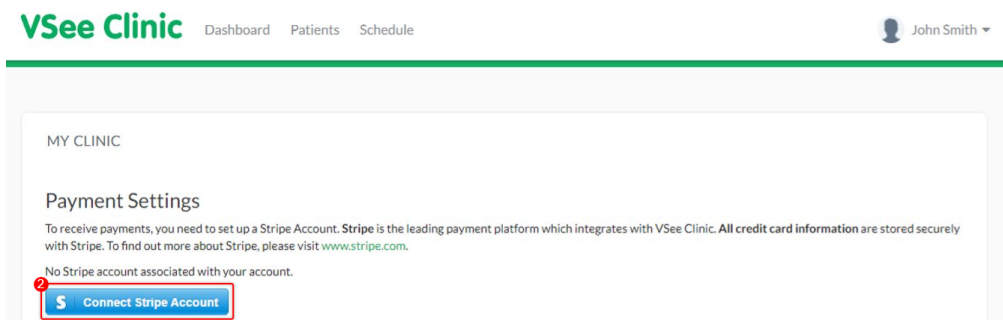 VSee Clinic Dashboard Patients Schedule John Smith
MY CLINIC
Payment Settings
To receive payments, you need to set up a Stripe Account. Stripe is the leading payment platform which integrates with VSee Clinic. All credit card information are stored securely
with Stripe. To find out more about Stripe, please visit www.stripe.com.
No Stripe account associated with your account.
2
S Connect Stripe Account